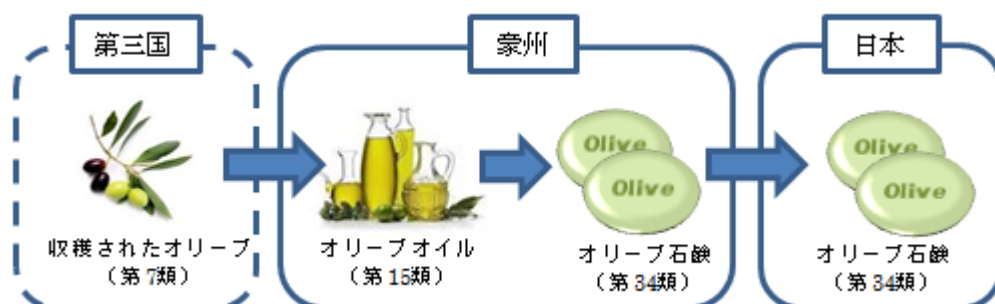 第三国
豪州
日本
Olive
Olive
Olive
Olive
収穫されたオリーブ
（第7類）
オリーブオイル
（第15類）
オリーブ石鹸
（第34類）
オリーブ石鹸
（第34類）